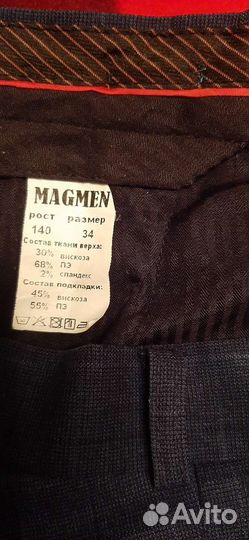 MAGMEN
рост размер
140 34
Состав ткани верха:
30% вискоза
68% ПЭ
2% спандекс
Состав подкладки:
45% вискоза
55% ПЭ
Avito